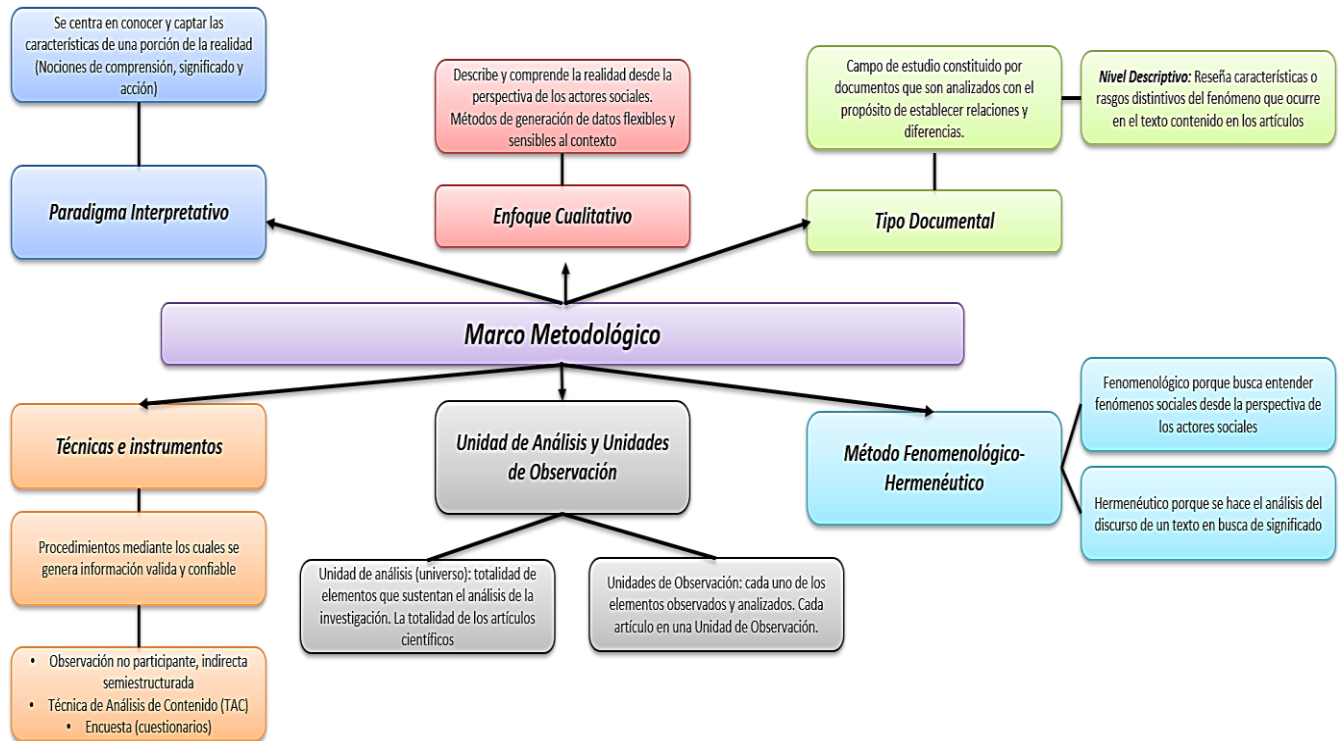 Se centra en conocer y captar las
características de una porción de la realidad
(Nociones de comprensión, significado y
acción)
Paradigma Interpretativo
Describe y comprende la realidad desde la
perspectiva de los actores sociales.
Métodos de generación de datos flexibles y
sensibles al contexto
Enfoque Cualitativo
Campo de estudio constituido por
documentos que son analizados con el
propósito de establecer relaciones y
diferencias.
Nivel Descriptivo: Reseña características o
rasgos distintivos del fenómeno que ocurre
en el texto contenido en los artículos
Tipo Documental
Marco Metodológico
Técnicas e instrumentos
Procedimientos mediante los cuales se
genera información valida y confiable
• Observación no participante, indirecta
semiestructurada
• Técnica de Análisis de Contenido (TAC)
• Encuesta (cuestionarios)
Unidad de Análisis y Unidades
de Observación
Unidad de análisis (universo): totalidad de
elementos que sustentan el análisis de la
investigación. La totalidad de los artículos
científicos
Unidades de Observación: cada uno de los
elementos observados y analizados. Cada
artículo en una Unidad de Observación.
Método Fenomenológico-
Hermenéutico
Fenomenológico porque busca entender
fenómenos sociales desde la perspectiva de
los actores sociales
Hermenéutico porque se hace el análisis del
discurso de un texto en busca de significado